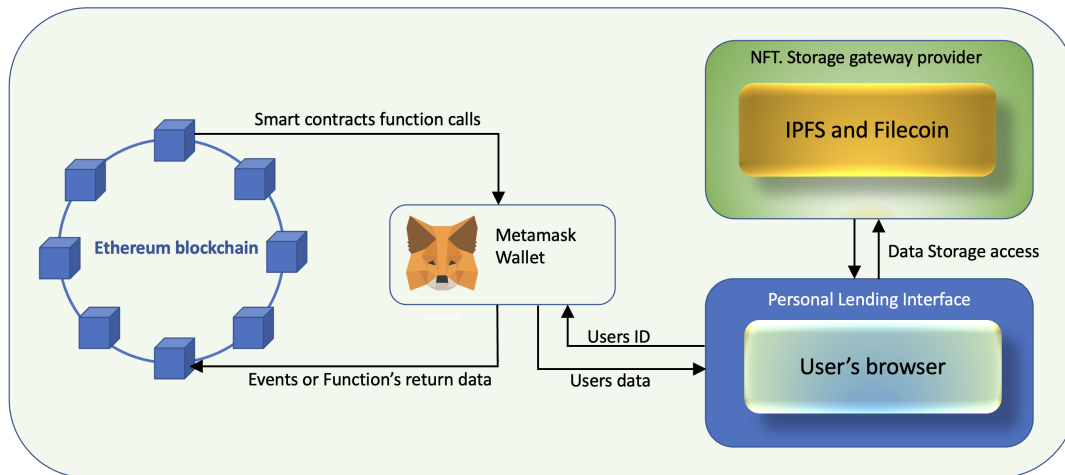 NFT. Storage gateway provider
IPFS and Filecoin
Smart contracts function calls
Ethereum blockchain
Metamask
Wallet
Data Storage access
Personal Lending Interface
Users ID
User's browser
Events or Function's return data
Users data